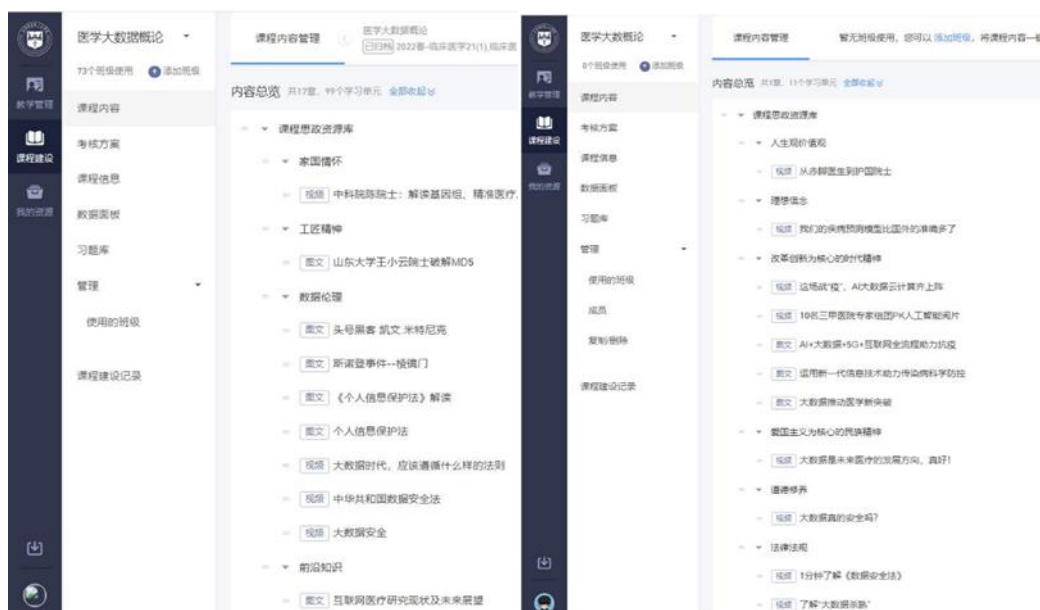 医学大数据概论
73个班级使用 添加班级
课程内容
考核方案
课程信息
数据面板
习题库
管理
使用的班级
课程建设记录
教学管理
课程建设
我的资源
课程内容管理
医学大数据概论
已归档 2022春-临床医学21(1),临床医
内容总览 共17章, 99个学习单元 全部收起
课程思政资源库
家国情怀
视频 中科院陈院士：解读基因组，精准医疗.
工匠精神
图文 山东大学王小云院士破解MD5
数据伦理
图文 头号黑客 凯文.米特尼克
图文 斯诺登事件--棱镜门
图文 《个人信息保护法》解读
图文 个人信息保护法
视频 大数据时代，应该遵循什么样的法则
视频 中华共和国数据安全法
视频 大数据安全
前沿知识
图文 互联网医疗研究现状及未来展望
教学管理
课程建设
我的资源
医学大数概论
0个班级使用 添加班级
课程内容
考核方案
课程信息
数据面板
习题库
管理
使用的班级
成员
复制/删除
课程建设记录
课程内容管理
暂无班级使用，您可以 添加班级，将课程内容一
内容总览 共1章, 11个学习单元 全部收起
课程思政资源库
人生观价值观
视频 从赤脚医生到护国院士
理想信念
视频 我们的疾病预测模型比国外的准确多了
改革创新为核心的时代精神
视频 这场战"疫"，AI大数据云计算齐上阵
视频 10名三甲医院专家组团PK人工智能阅片
图文 AI+大数据+5G+互联网全流程助力抗疫
图文 运用新一代信息技术助力传染病科学防控
图文 大数据推动医学新突破
爱国主义为核心的民族精神
视频 大数据是未来医疗的发展方向，真好!
道德修养
视频 大数据真的安全吗?
法律法规
视频 1分钟了解《数据安全法》
视频 了解"大数据杀熟"